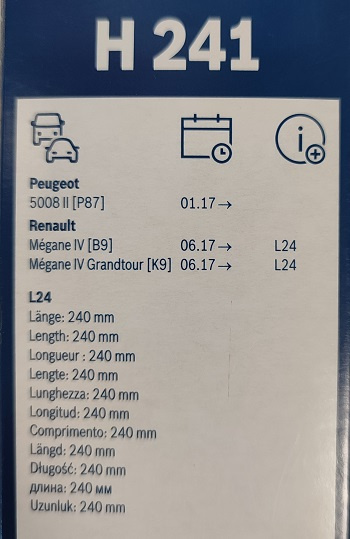 H 241
Peugeot
5008 II [P87] 01.17→
Renault
Mégane IV [B9] 06.17→ L24
Mégane IV Grandtour [K9] 06.17→ L24
L24
Länge: 240 mm
Length: 240 mm
Longueur : 240 mm
Lengte: 240 mm
Lunghezza: 240 mm
Longitud: 240 mm
Comprimento: 240 mm
Längd: 240 mm
Długość: 240 mm
длина: 240 мм
Uzunluk: 240 mm